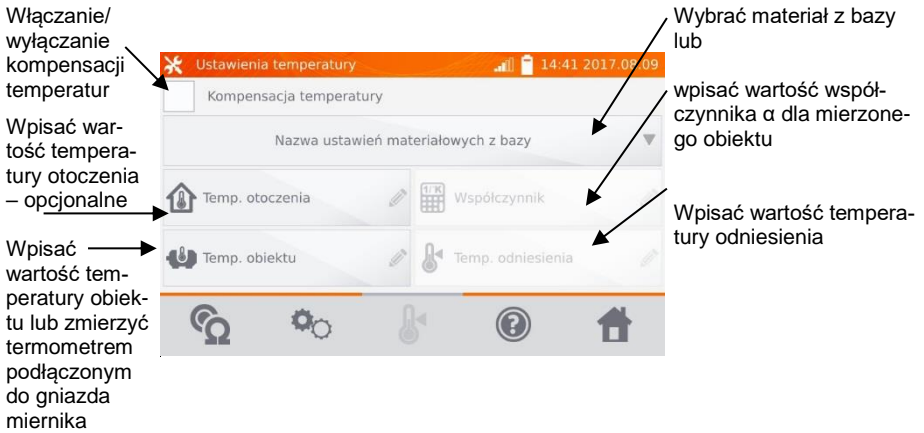 Włączanie/
wyłączanie
kompensacji
temperatur
Wpisać war-
tość tempera-
tury otoczenia
– opcjonalne
Wpisać
wartość tem-
peratury obiek-
tu lub zmierzyć
termometrem
podłączonym
do gniazda
miernika
Ustawienia temperatury 14:41 2017.08.09
Kompensacja temperatury
Nazwa ustawień materiałowych z bazy
Temp. otoczenia
1/°K
Współczynnik
Temp. obiektu
Temp. odniesienia
Wybrać materiał z bazy
lub
wpisać wartość współ-
czynnika α dla mierzone-
go obiektu
Wpisać wartość tempera-
tury odniesienia